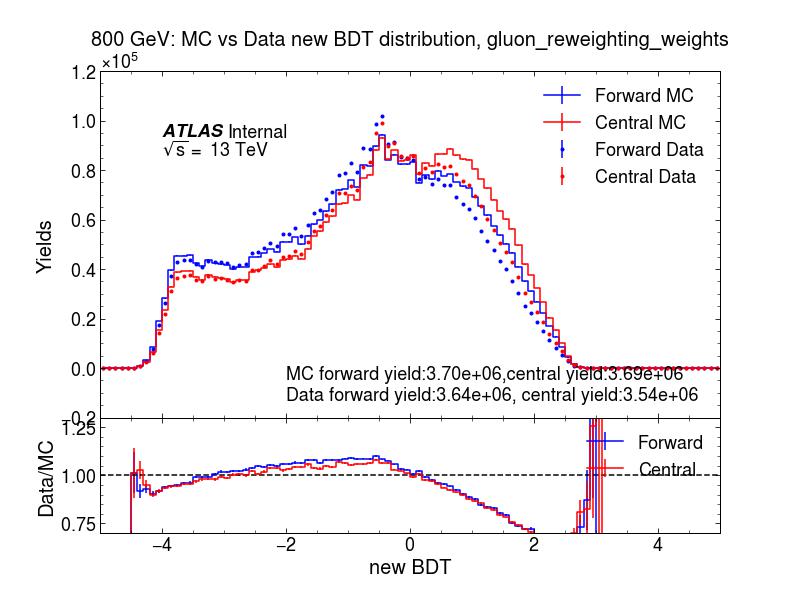 800 GeV: MC vs Data new BDT distribution, gluon_reweighting_weights
×10⁵
1.2
1.0
0.8
0.6
0.4
0.2
0.0
0.2
Yields
ATLAS Internal
√s = 13 TeV
Forward MC
Central MC
Forward Data
Central Data
MC forward yield:3.70e+06,central yield:3.69e+06
Data forward yield:3.64e+06, central yield:3.54e+06
1.25
1.00
0.75
Data/MC
Forward
Central
−4 −2 0 2 4
new BDT